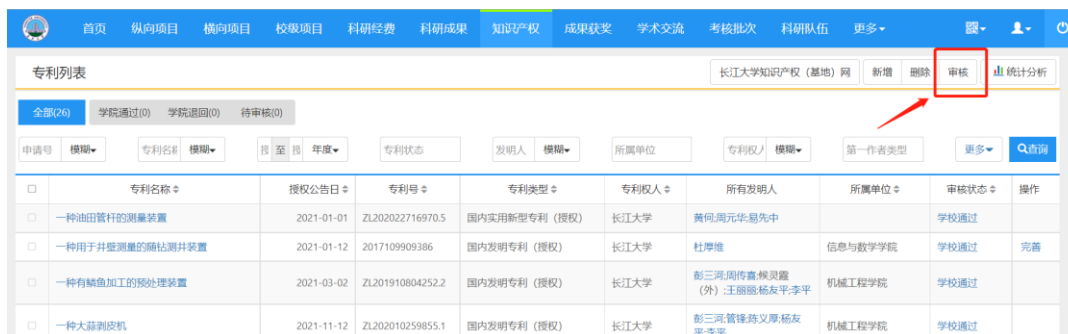 首页 纵向项目 横向项目 校级项目 科研经费 科研成果 知识产权 成果获奖 学术交流 考核批次 科研队伍 更多
专利列表 长江大学知识产权（基地）网 新增 删除 审核 统计分析
全部(26) 学院通过(0) 学院退回(0) 待审核(0)
申请号 模糊 专利名称 模糊 至 年度 专利状态 发明人 模糊 所属单位 专利权人 模糊 第一作者类型 更多 查询
专利名称 授权公告日 专利号 专利类型 专利权人 所有发明人 所属单位 审核状态 操作
一种油田管杆的测量装置 2021-01-01 ZL202022716970.5 国内实用新型专利（授权） 长江大学 黄何;周元华;易先中 学校通过
一种用于井壁测量的随钻测井装置 2021-01-12 2017109909386 国内发明专利（授权） 长江大学 杜厚维 信息与数学学院 学校通过 完善
一种有鳞鱼加工的预处理装置 2021-03-02 ZL201910804252.2 国内发明专利（授权） 长江大学 彭三河;周传喜;候灵霞
（外）;王丽丽;杨友平;李平 机械工程学院 学校通过
一种大蒜剥皮机 2021-11-12 ZL202010259855.1 国内发明专利（授权） 长江大学 彭三河;管锋;陈义厚;杨友
平;李平 机械工程学院 学校通过